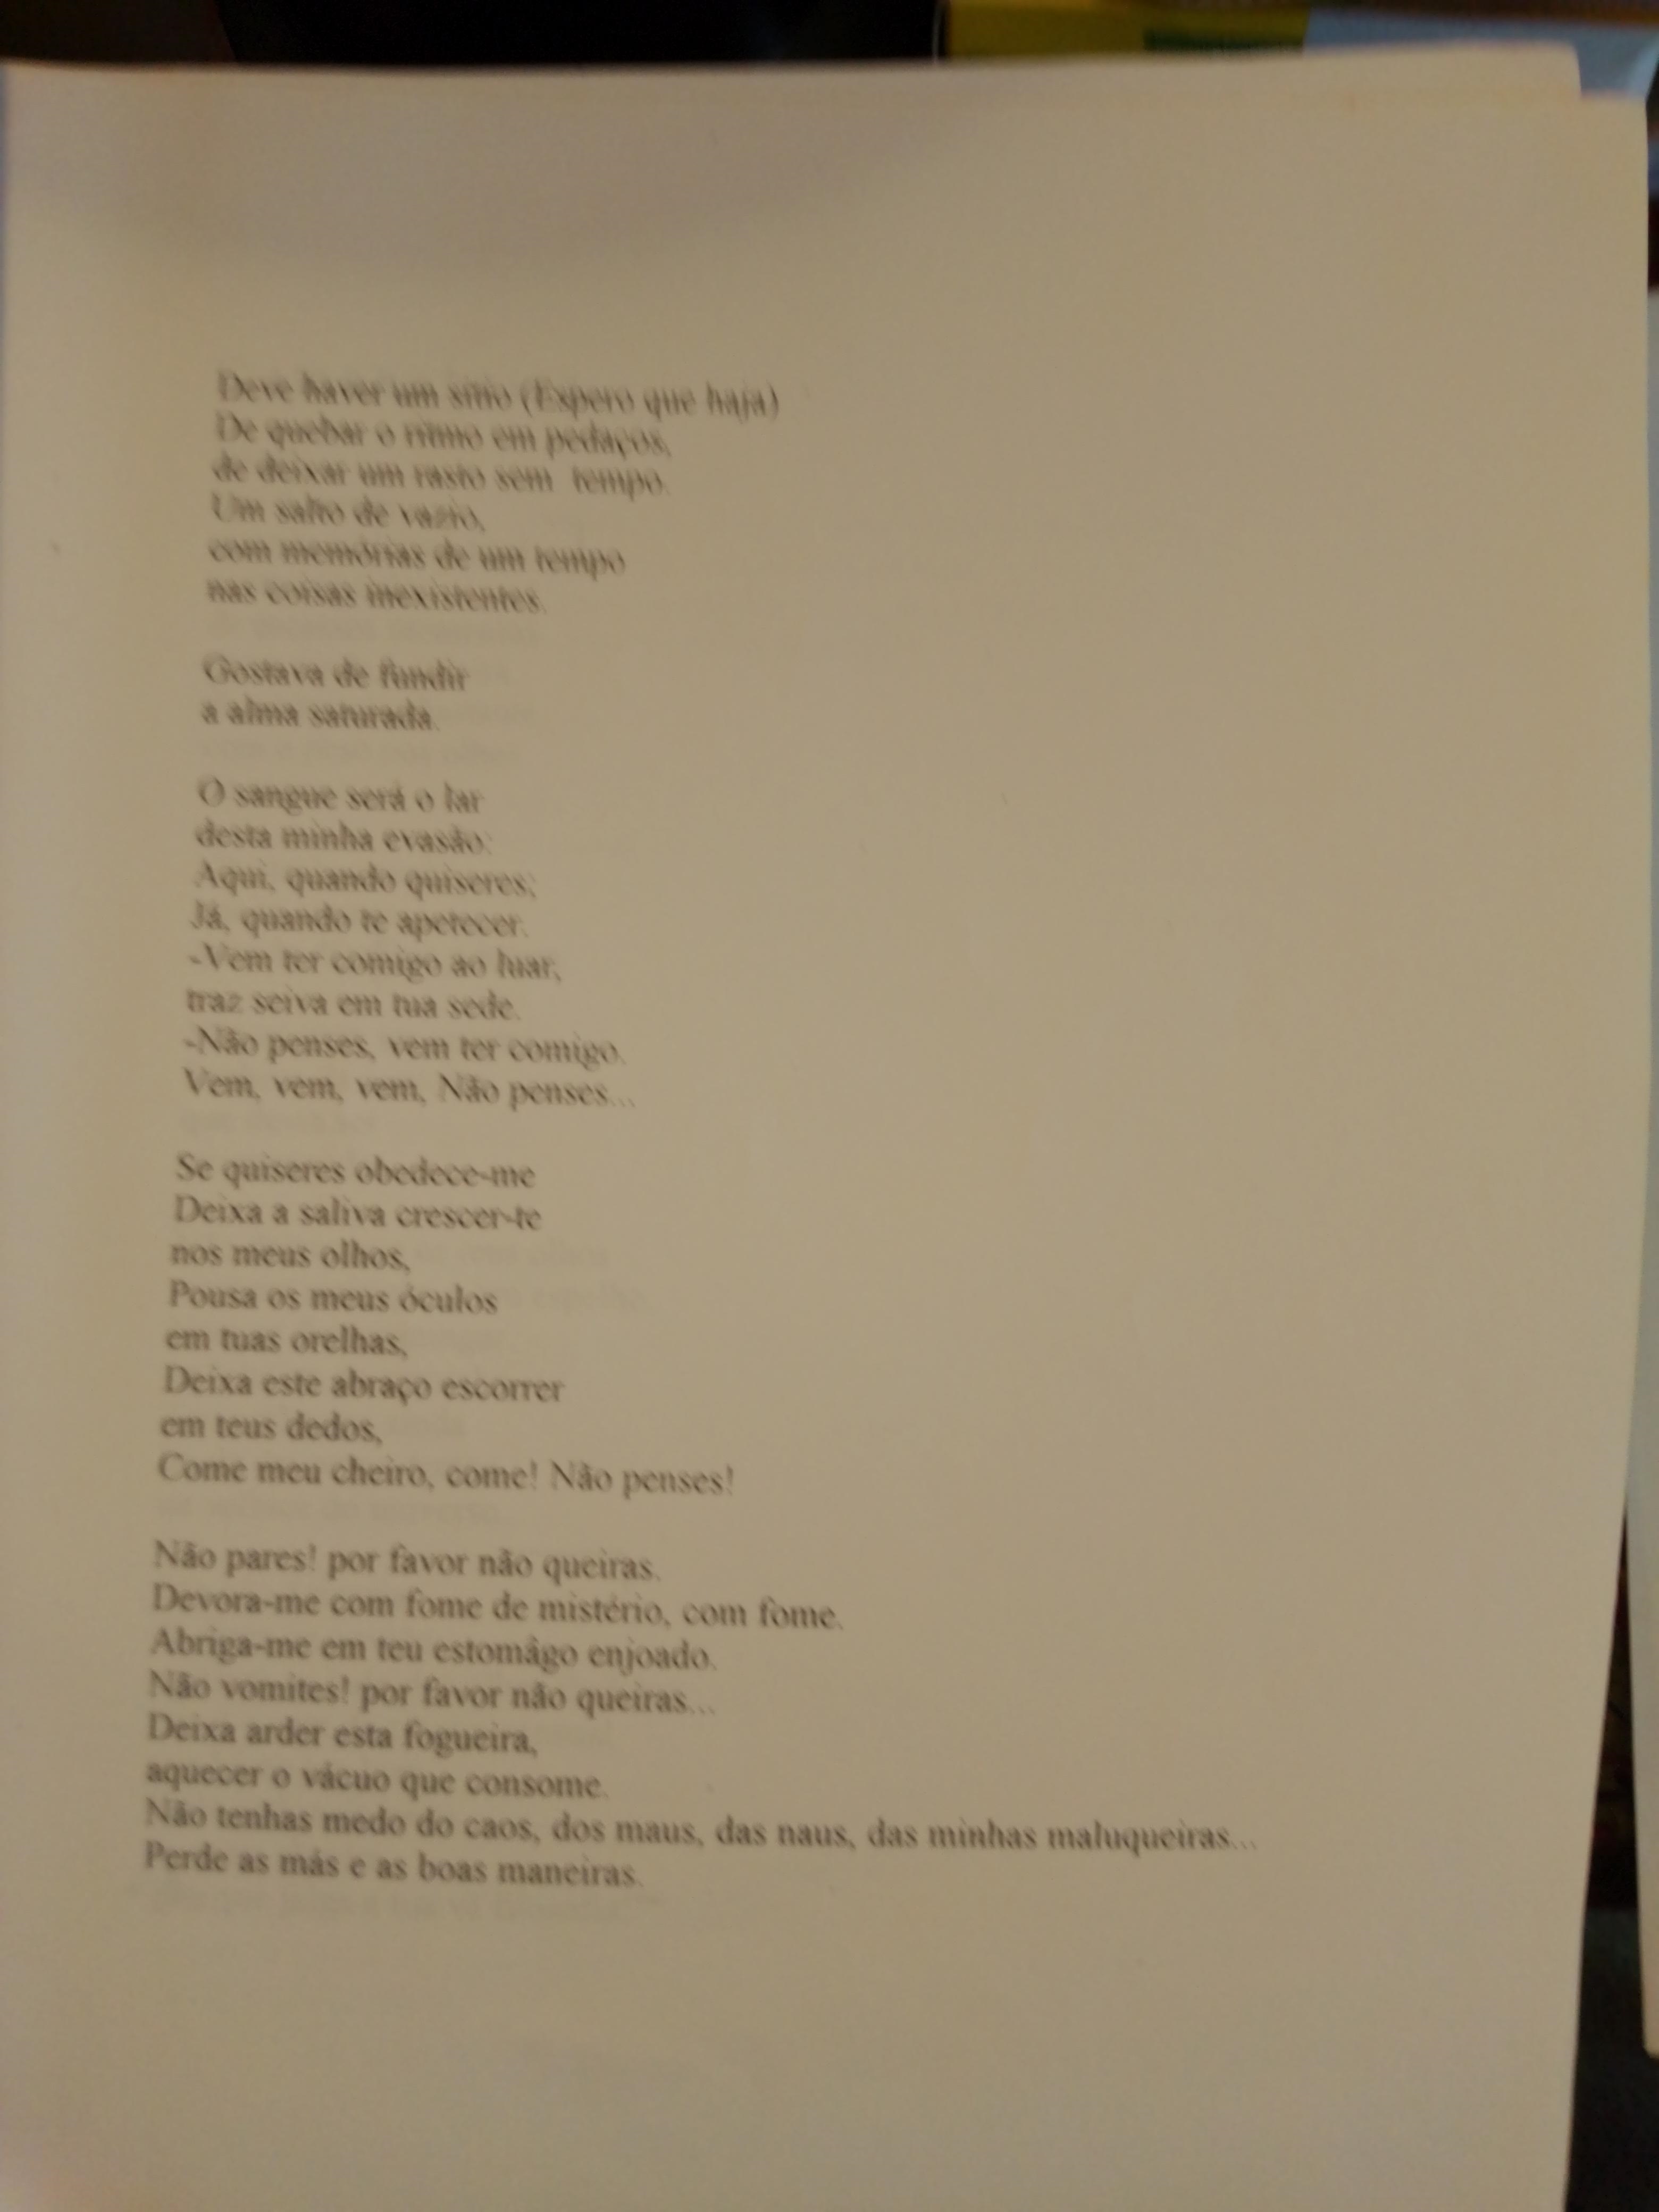 Deve haver um sítio (Espero que haja)
De quebar o ritmo em pedaços,
de deixar um rasto sem tempo.
Um salto de vazio,
com memórias de um tempo
nas coisas inexistentes.
Gostava de fundir
a alma saturada.
O sangue será o lar
desta minha evasão:
Aqui, quando quiseres;
Já, quando te apetecer.
-Vem ter comigo ao luar,
traz seiva em tua sede.
-Não penses, vem ter comigo.
Vem, vem, vem, Não penses...
Se quiseres obedece-me
Deixa a saliva crescer-te
nos meus olhos,
Pousa os meus óculos
em tuas orelhas,
Deixa este abraço escorrer
em teus dedos,
Come meu cheiro, come! Não penses!
Não pares! por favor não queiras.
Devora-me com fome de mistério, com fome.
Abriga-me em teu estomâgo enjoado.
Não vomites! por favor não queiras...
Deixa arder esta fogueira,
aquecer o vácuo que consome.
Não tenhas medo do caos, dos maus, das naus, das minhas maluqueiras...
Perde as más e as boas maneiras.